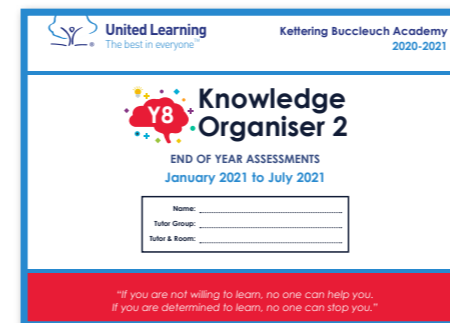 United Learning
The best in everyone™
Kettering Buccleuch Academy
2020-2021
Y8
Knowledge
Organiser 2
END OF YEAR ASSESSMENTS
January 2021 to July 2021
Name:
Tutor Group:
Tutor & Room:
"If you are not willing to learn, no one can help you.
If you are determined to learn, no one can stop you."